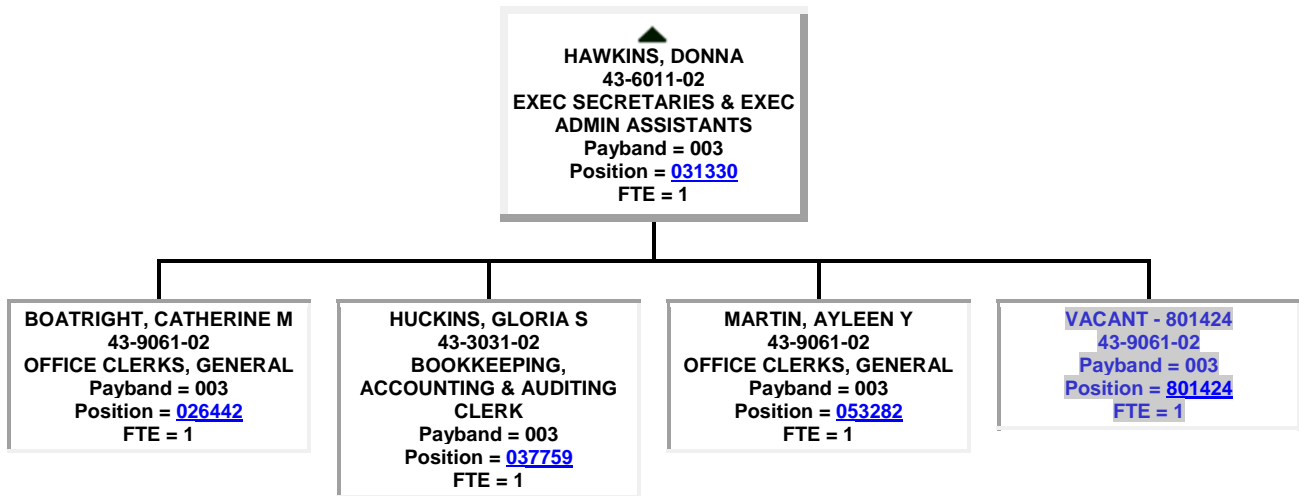 HAWKINS, DONNA
43-6011-02
EXEC SECRETARIES & EXEC
ADMIN ASSISTANTS
Payband = 003
Position = 031330
FTE = 1
BOATRIGHT, CATHERINE M
43-9061-02
OFFICE CLERKS, GENERAL
Payband = 003
Position = 026442
FTE = 1
HUCKINS, GLORIA S
43-3031-02
BOOKKEEPING,
ACCOUNTING & AUDITING
CLERK
Payband = 003
Position = 037759
FTE = 1
MARTIN, AYLEEN Y
43-9061-02
OFFICE CLERKS, GENERAL
Payband = 003
Position = 053282
FTE = 1
VACANT - 801424
43-9061-02
Payband = 003
Position = 801424
FTE = 1